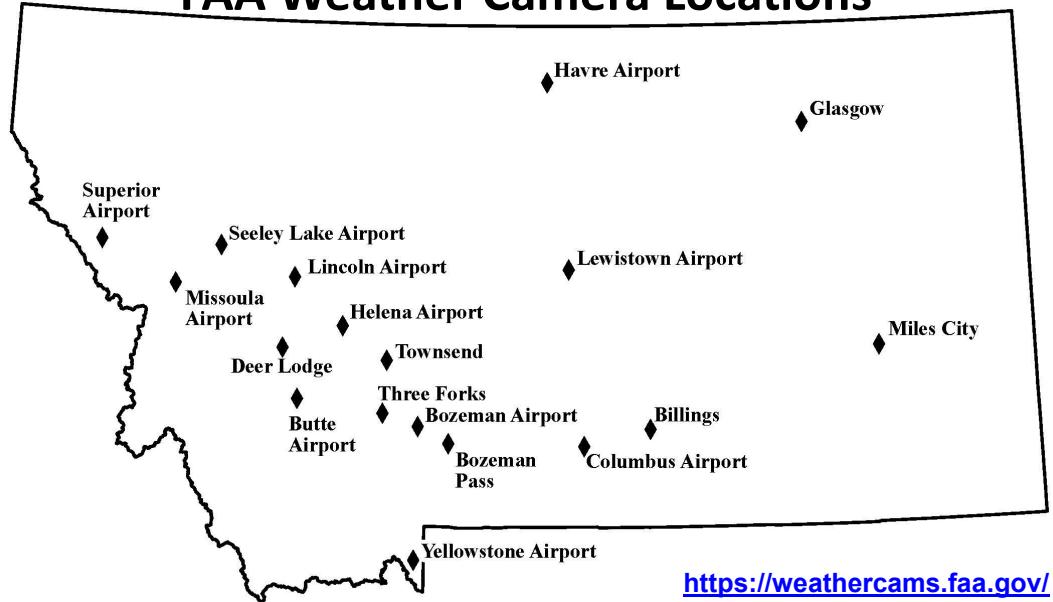 FAA Weather Camera Locations
Havre Airport
Glasgow
Superior
Airport
Seeley Lake Airport
Lincoln Airport
Lewistown Airport
Missoula
Airport
Helena Airport
Miles City
Deer Lodge
Townsend
Three Forks
Butte
Airport
Bozeman Airport
Billings
Bozeman
Pass
Columbus Airport
Yellowstone Airport
https://weathercams.faa.gov/